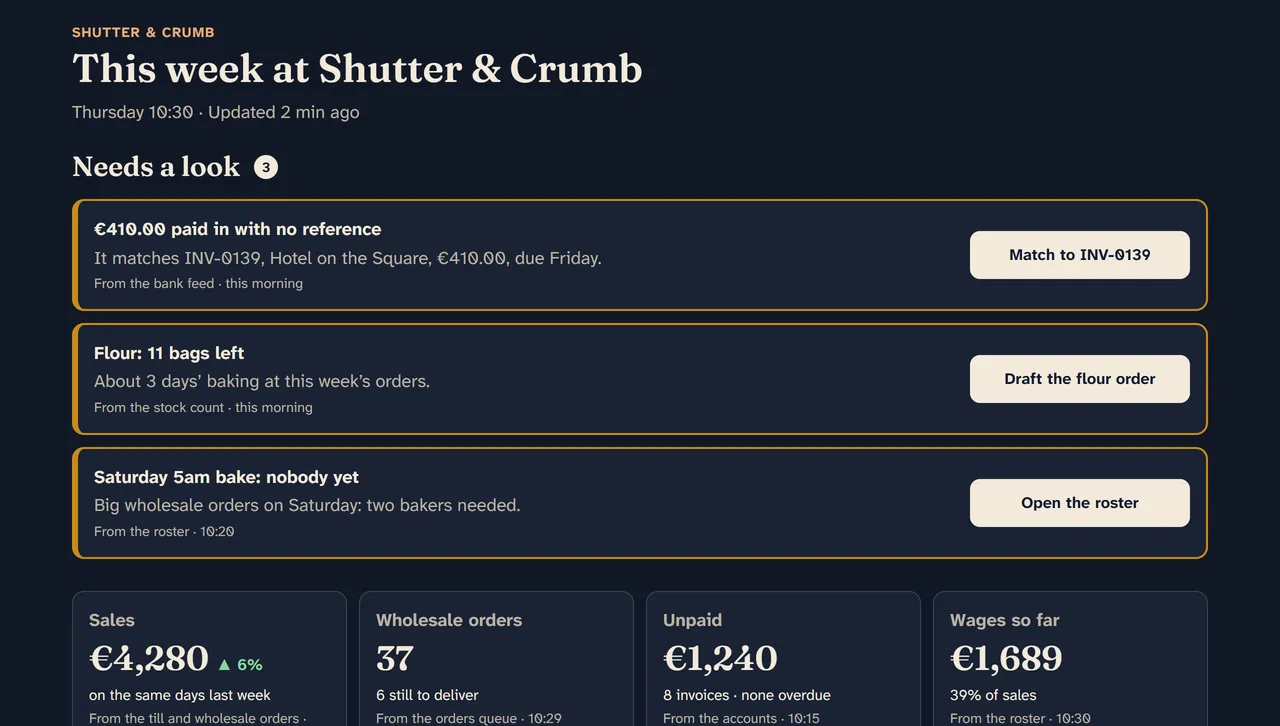 SHUTTER & CRUMB
This week at Shutter & Crumb
Thursday 10:30 · Updated 2 min ago
Needs a look 3
€410.00 paid in with no reference
It matches INV-0139, Hotel on the Square, €410.00, due Friday.
From the bank feed · this morning
Match to INV-0139
Flour: 11 bags left
About 3 days’ baking at this week’s orders.
From the stock count · this morning
Draft the flour order
Saturday 5am bake: nobody yet
Big wholesale orders on Saturday: two bakers needed.
From the roster · 10:20
Open the roster
Sales
€4,280 ▲ 6%
on the same days last week
From the till and wholesale orders ·
Wholesale orders
37
6 still to deliver
From the orders queue · 10:29
Unpaid
€1,240
8 invoices · none overdue
From the accounts · 10:15
Wages so far
€1,689
39% of sales
From the roster · 10:30